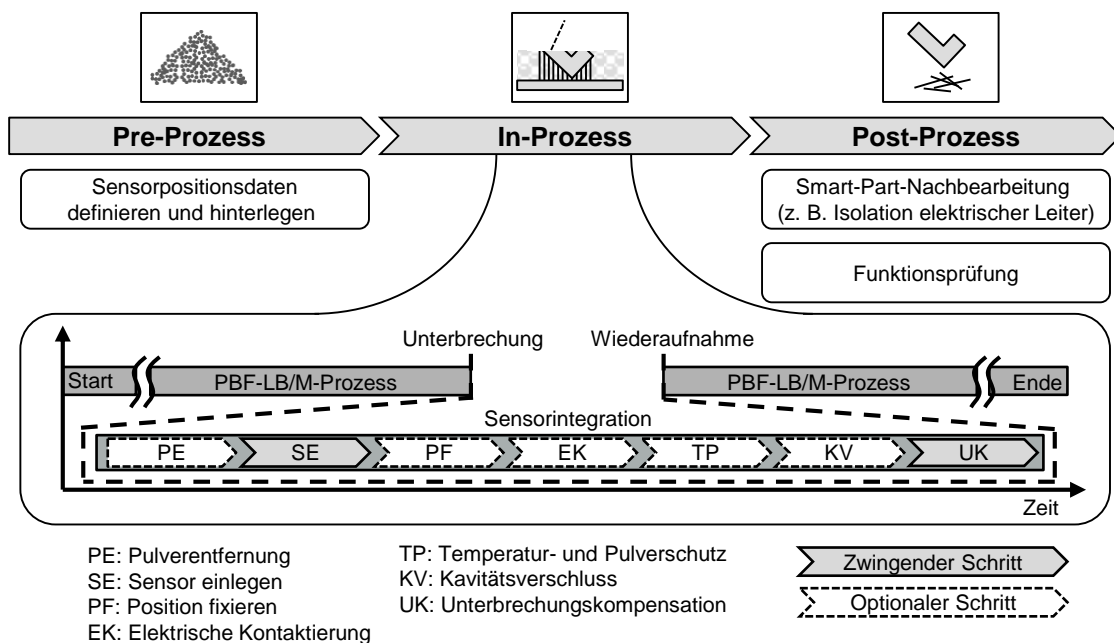 Pre-Prozess
In-Prozess
Post-Prozess
Sensorpositionsdaten
definieren und hinterlegen
Smart-Part-Nachbearbeitung
(z. B. Isolation elektrischer Leiter)
Funktionsprüfung
Unterbrechung
Wiederaufnahme
Start
PBF-LB/M-Prozess
PBF-LB/M-Prozess
Ende
Sensorintegration
PE
SE
PF
EK
TP
KV
UK
Zeit
PE: Pulverentfernung
SE: Sensor einlegen
PF: Position fixieren
EK: Elektrische Kontaktierung
TP: Temperatur- und Pulverschutz
KV: Kavitätsverschluss
UK: Unterbrechungskompensation
Zwingender Schritt
Optionaler Schritt